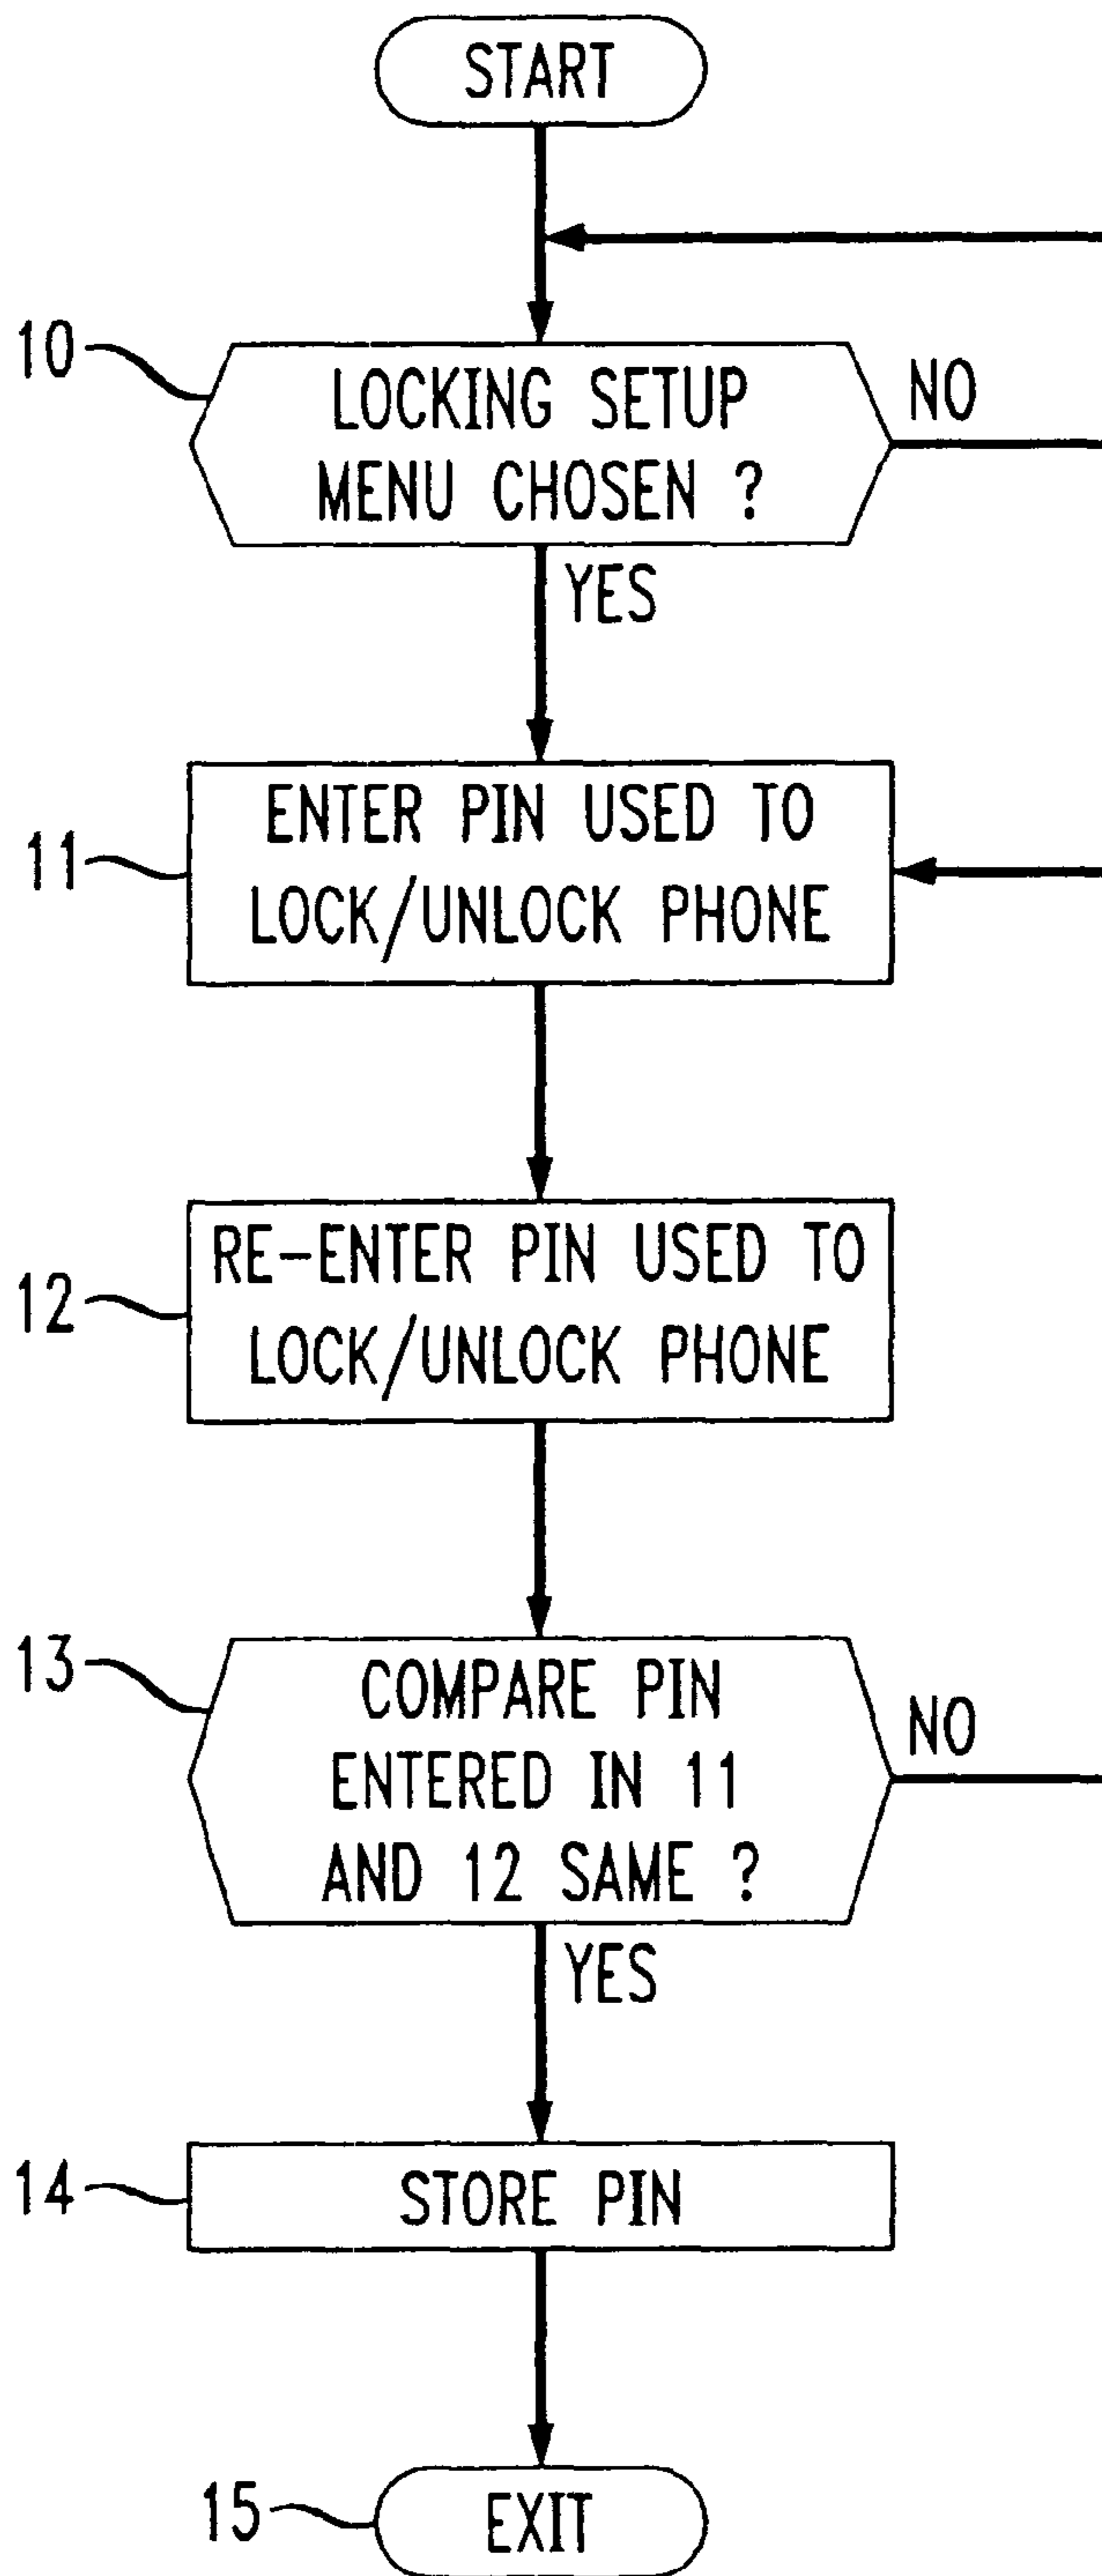 START
10
LOCKING SETUP
MENU CHOSEN ?
NO
YES
11
ENTER PIN USED TO
LOCK/UNLOCK PHONE
12
RE-ENTER PIN USED TO
LOCK/UNLOCK PHONE
13
COMPARE PIN
ENTERED IN 11
AND 12 SAME ?
NO
YES
14
STORE PIN
15
EXIT